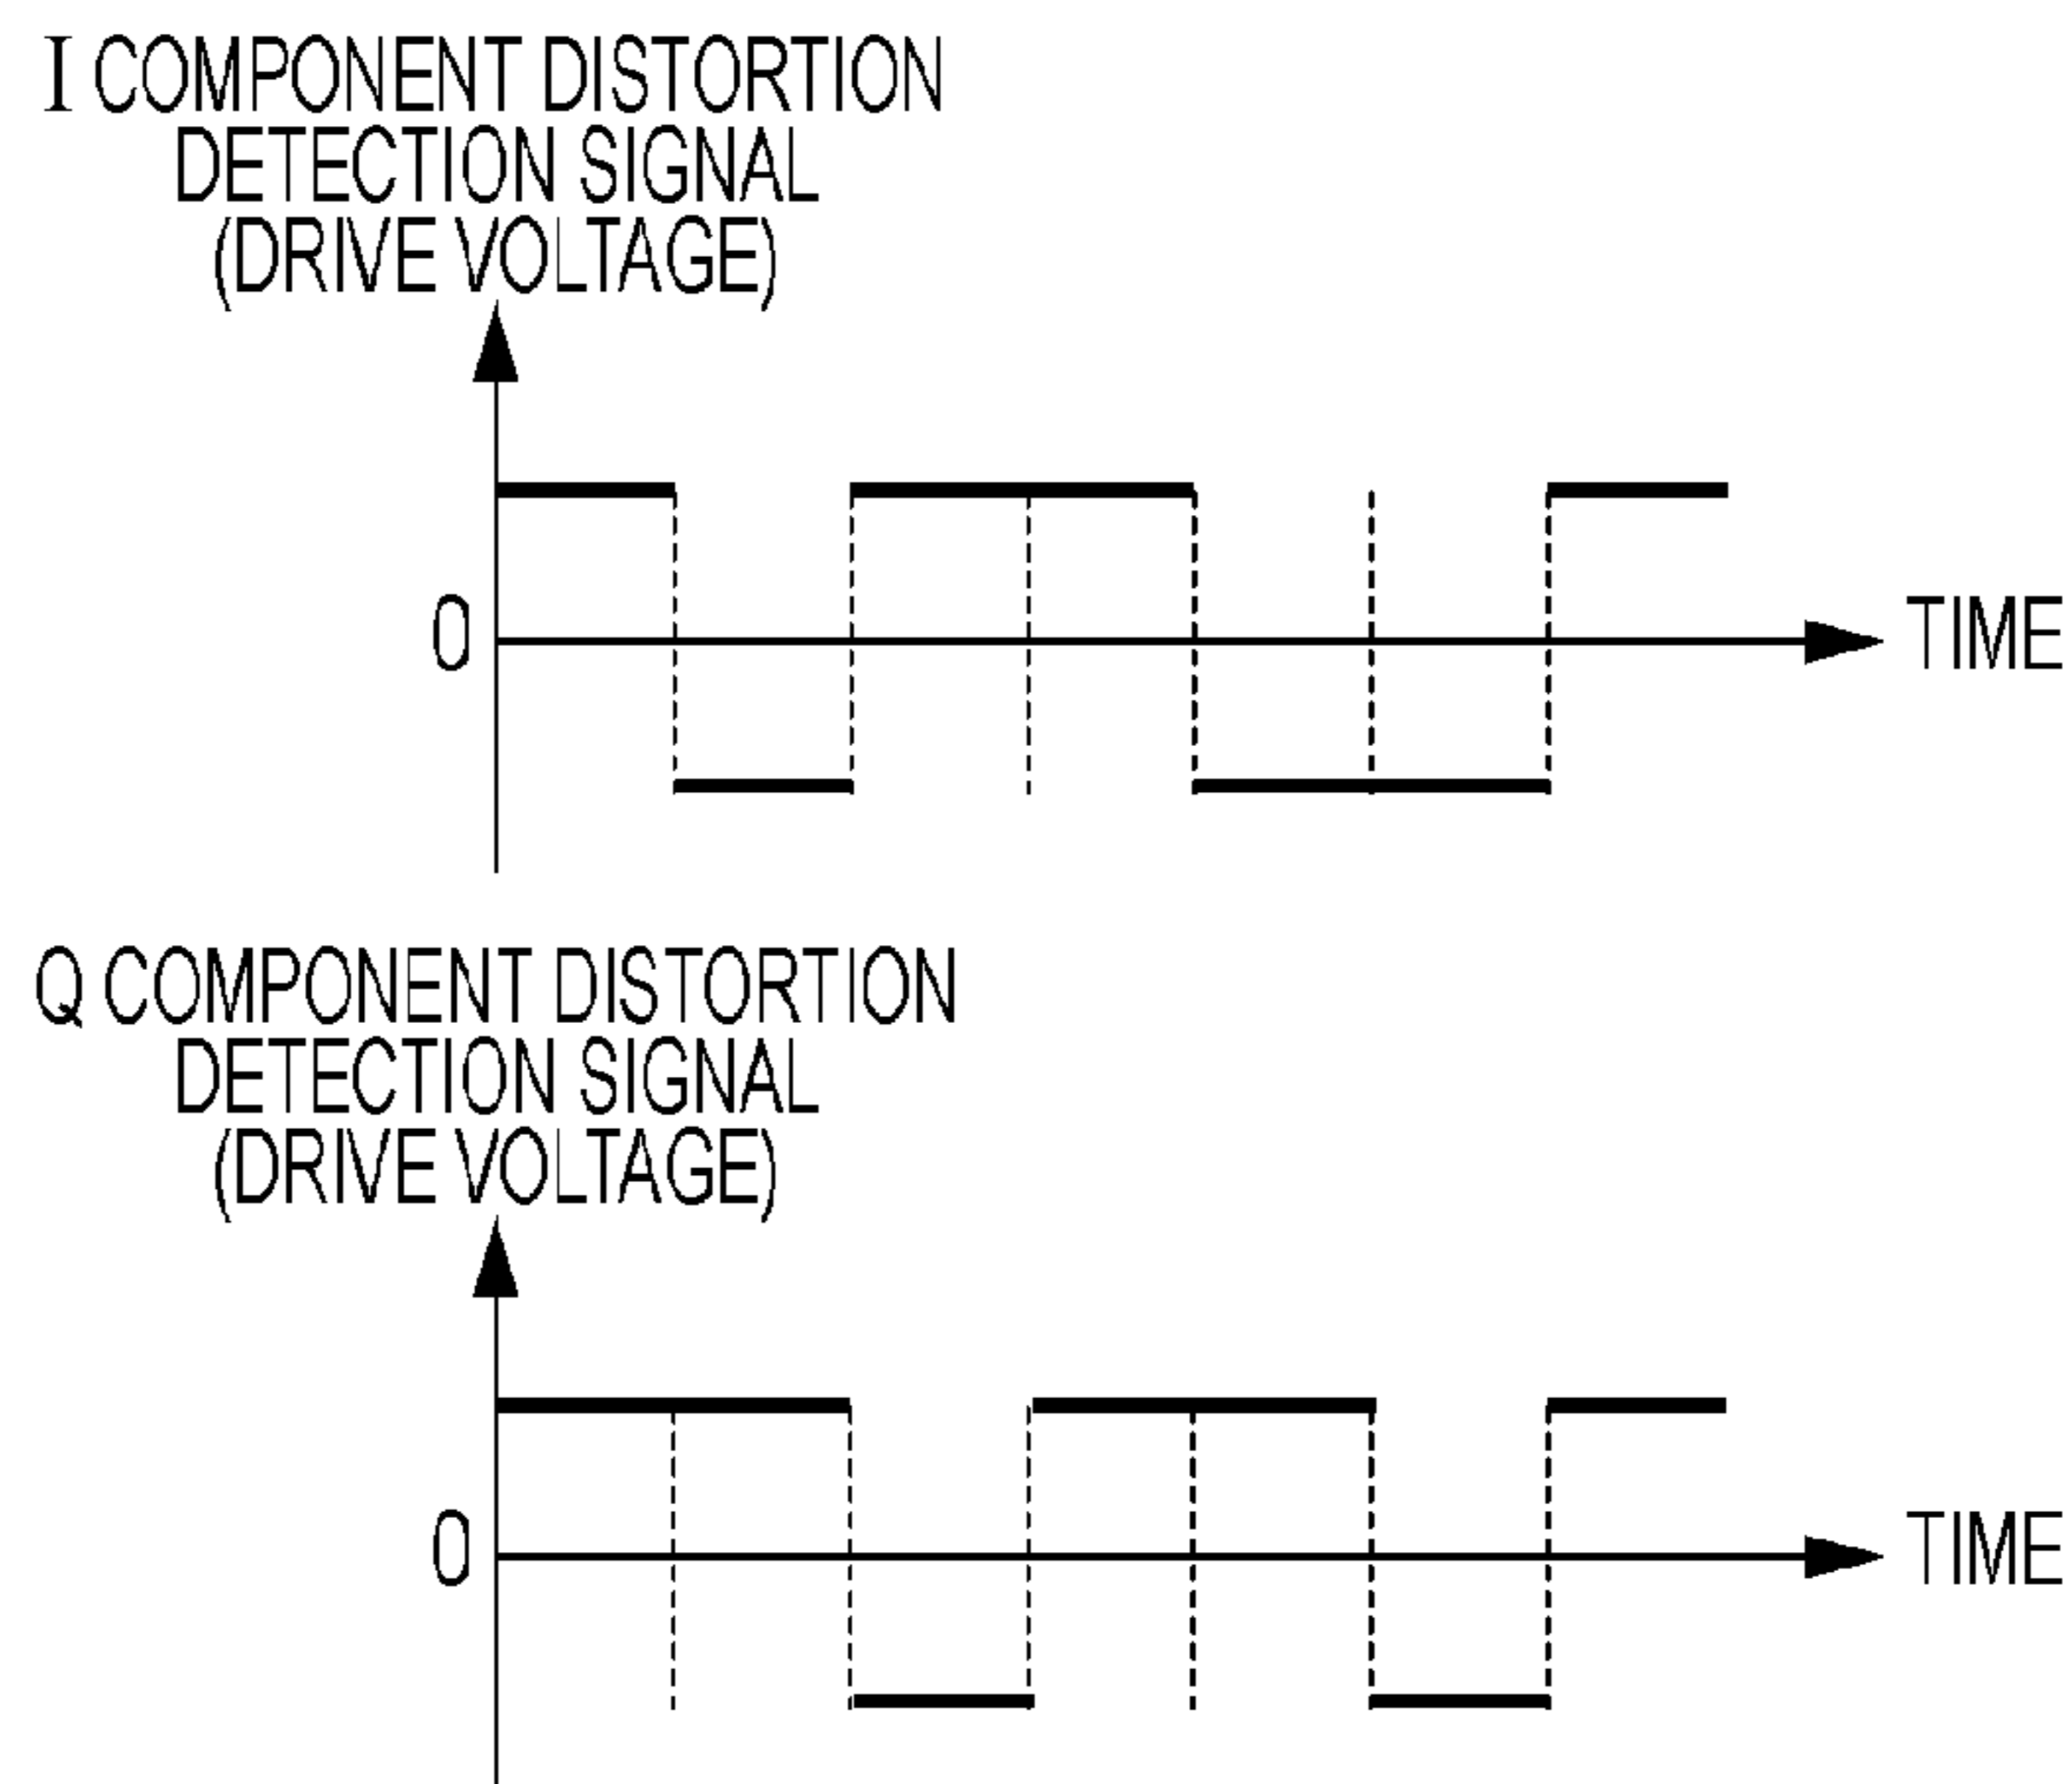 I COMPONENT DISTORTION
DETECTION SIGNAL
(DRIVE VOLTAGE)
0
TIME
Q COMPONENT DISTORTION
DETECTION SIGNAL
(DRIVE VOLTAGE)
0
TIME